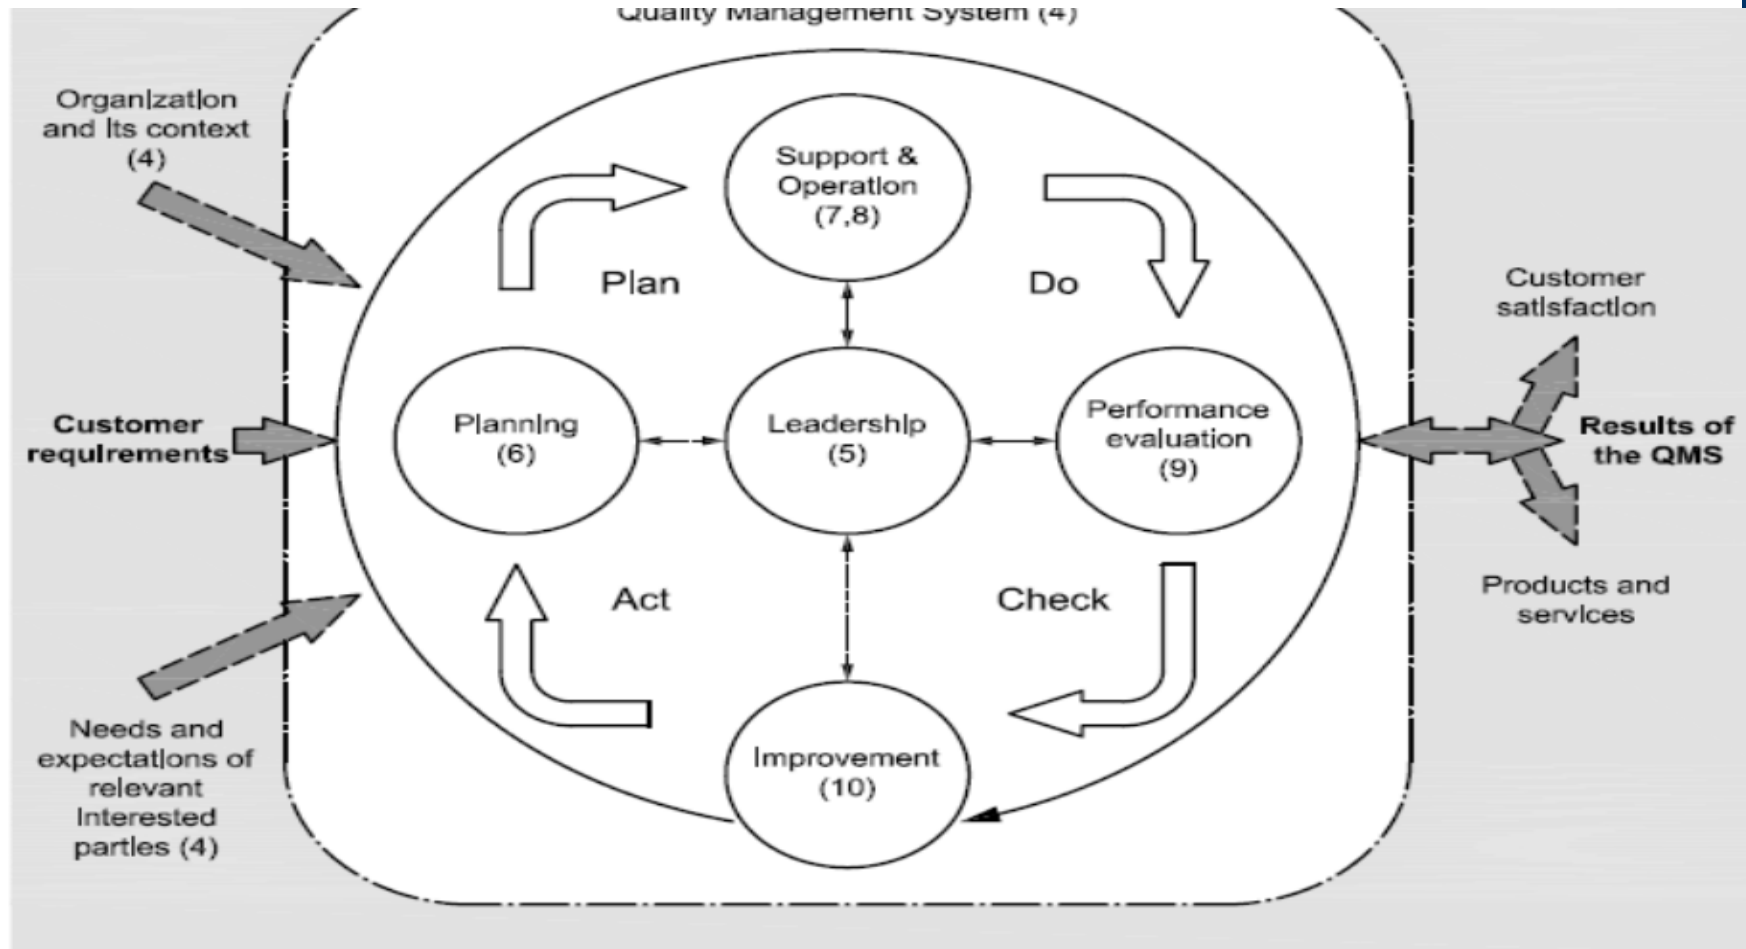 Quality Management System (4)
Organization
and its context
(4)
Support &
Operation
(7,8)
Plan
Do
Customer
satisfaction
Customer
requirements
Planning
(6)
Leadership
(5)
Performance
evaluation
(9)
Results of
the QMS
Act
Check
Products and
services
Needs and
expectations of
relevant
interested
parties (4)
Improvement
(10)